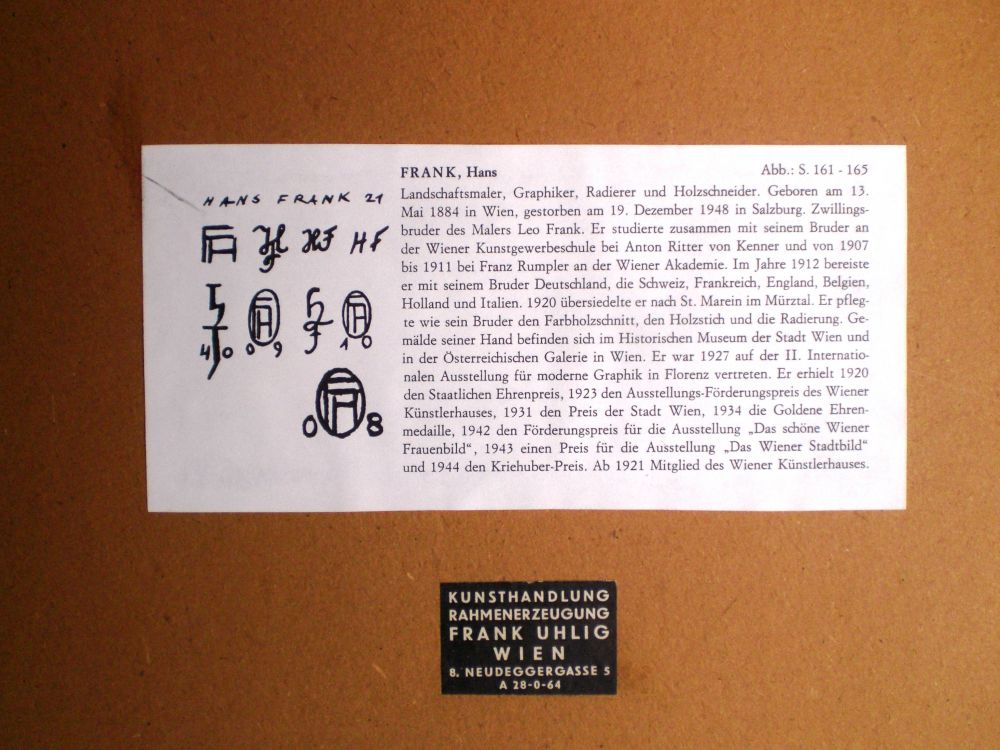 FRANK, Hans Abb.: S. 161 - 165
HANS FRANK 21
HF HF
40 09 10
08
Landschaftsmaler, Graphiker, Radierer und Holzschneider. Geboren am 13.
Mai 1884 in Wien, gestorben am 19. Dezember 1948 in Salzburg. Zwillings-
bruder des Malers Leo Frank. Er studierte zusammen mit seinem Bruder an
der Wiener Kunstgewerbeschule bei Anton Ritter von Kenner und von 1907
bis 1911 bei Franz Rumpler an der Wiener Akademie. Im Jahre 1912 bereiste
er mit seinem Bruder Deutschland, die Schweiz, Frankreich, England, Belgien,
Holland und Italien. 1920 übersiedelte er nach St. Marein im Mürztal. Er pfleg-
te wie sein Bruder den Farbholzschnitt, den Holzstich und die Radierung. Ge-
mälde seiner Hand befinden sich im Historischen Museum der Stadt Wien und
in der Österreichischen Galerie in Wien. Er war 1927 auf der II. Internatio-
nalen Ausstellung für moderne Graphik in Florenz vertreten. Er erhielt 1920
den Staatlichen Ehrenpreis, 1923 den Ausstellungs-Förderungspreis des Wiener
Künstlerhauses, 1931 den Preis der Stadt Wien, 1934 die Goldene Ehren-
medaille, 1942 den Förderungspreis für die Ausstellung „Das schöne Wiener
Frauenbild“, 1943 einen Preis für die Ausstellung „Das Wiener Stadtbild“
und 1944 den Kriehuber-Preis. Ab 1921 Mitglied des Wiener Künstlerhauses.
KUNSTHANDLUNG
RAHMENERZEUGUNG
FRANK UHLIG
WIEN
8. NEUDEGGERGASSE 5
A 28-0-64